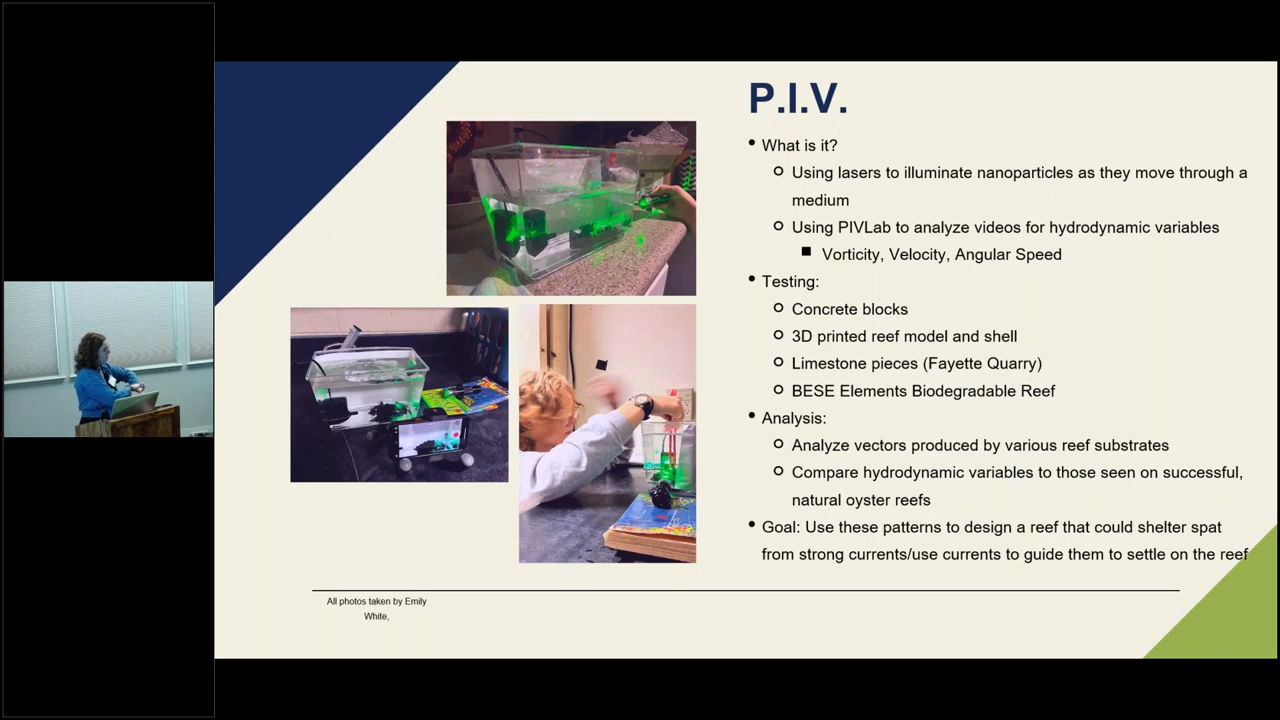 P.I.V.
• What is it?
Using lasers to illuminate nanoparticles as they move through a
medium
Using PIVLab to analyze videos for hydrodynamic variables
■ Vorticity, Velocity, Angular Speed
• Testing:
Concrete blocks
3D printed reef model and shell
Limestone pieces (Fayette Quarry)
BESE Elements Biodegradable Reef
• Analysis:
Analyze vectors produced by various reef substrates
Compare hydrodynamic variables to those seen on successful,
natural oyster reefs
• Goal: Use these patterns to design a reef that could shelter spat
from strong currents/use currents to guide them to settle on the reef
All photos taken by Emily
White,